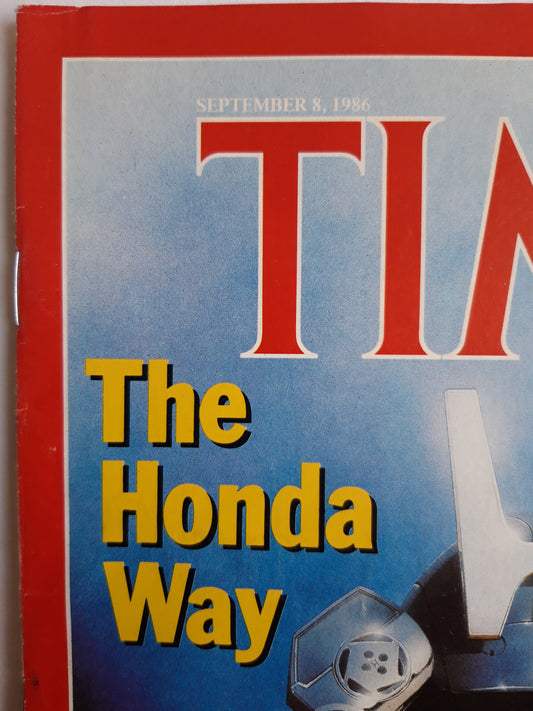 SEPTEMBER 8, 1986
TIM
The
Honda
Way